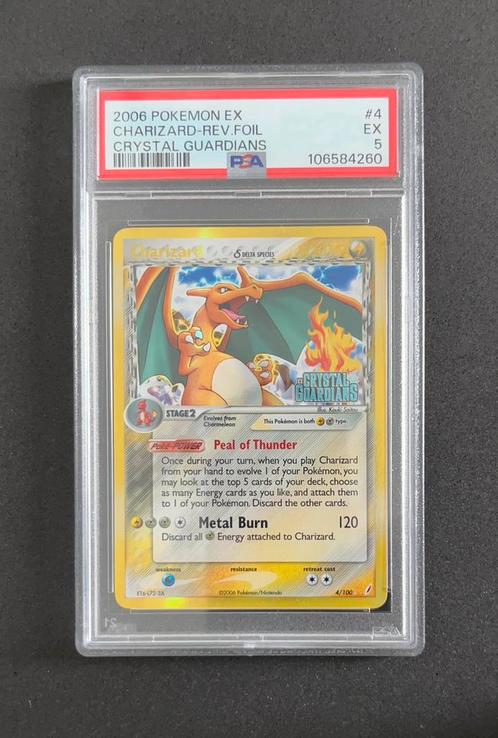 2006 POKEMON EX #4
CHARIZARD-REV.FOIL EX
CRYSTAL GUARDIANS 5
PSA 106584260
Charizard
δ DELTA SPECIES
EX
CRYSTAL
GUARDIANS
Illus. Kouki Saitou
STAGE2 Evolves from
Charmeleon
This Pokémon is both type.
POKé-POWER Peal of Thunder
Once during your turn, when you play Charizard
from your hand to evolve 1 of your Pokémon, you
may look at the top 5 cards of your deck, choose
as many Energy cards as you like, and attach them
to 1 of your Pokémon. Discard the other cards.
Metal Burn 120
Discard all Energy attached to Charizard.
weakness resistance retreat cost
©2006 Pokémon/Nintendo 4/100